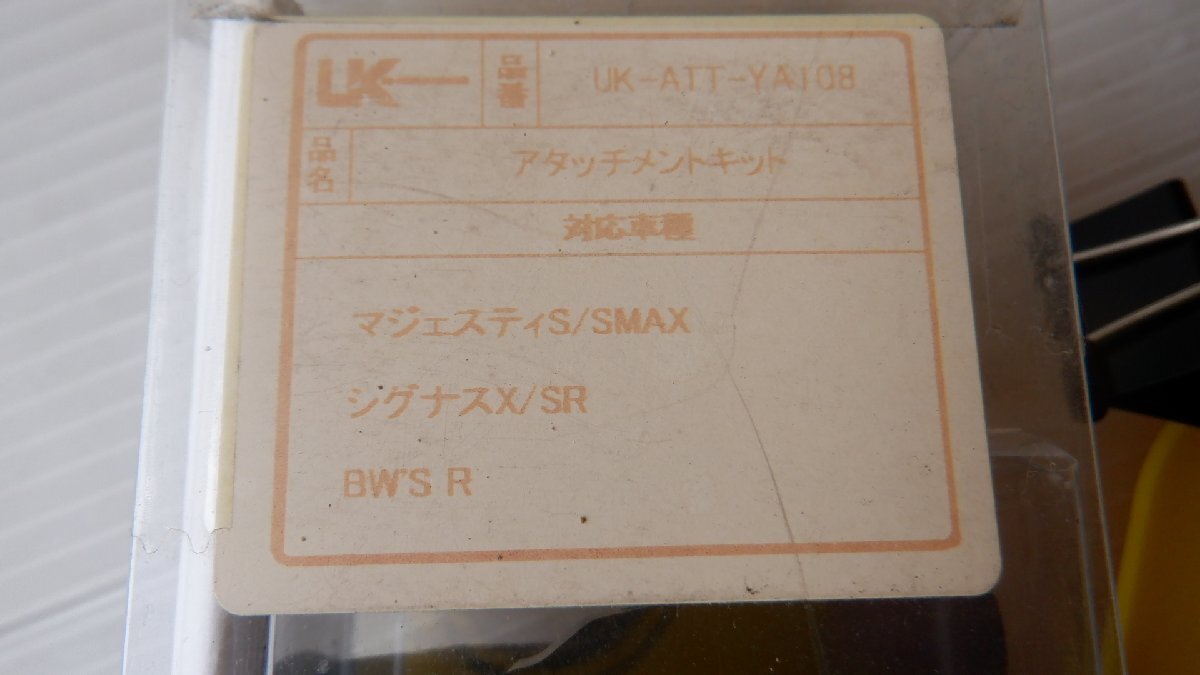 UK 品番 UK-ATT-YA108
品名 アタッチメントキット
対応車種
マジェスティS/SMAX
シグナスX/SR
BW'S R